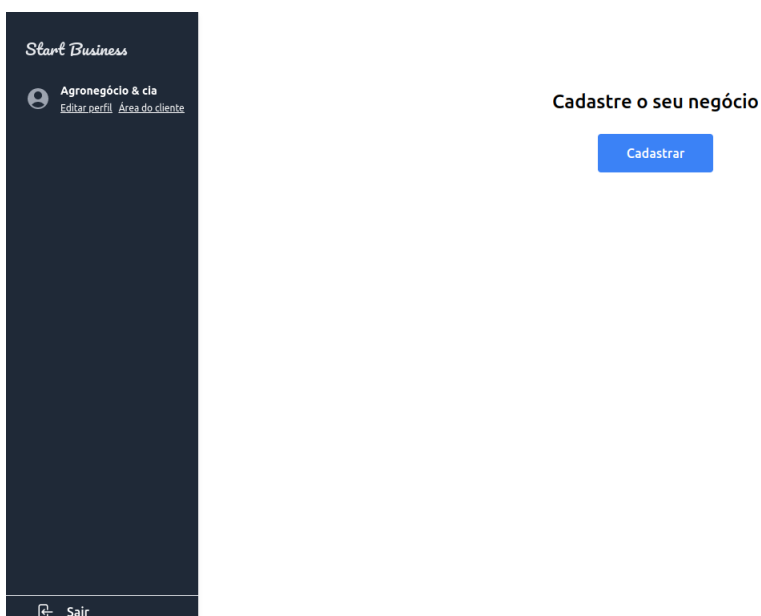 Start Business
Agronegócio & cia
Editar perfil Área do cliente
Cadastre o seu negócio
Cadastrar
Sair